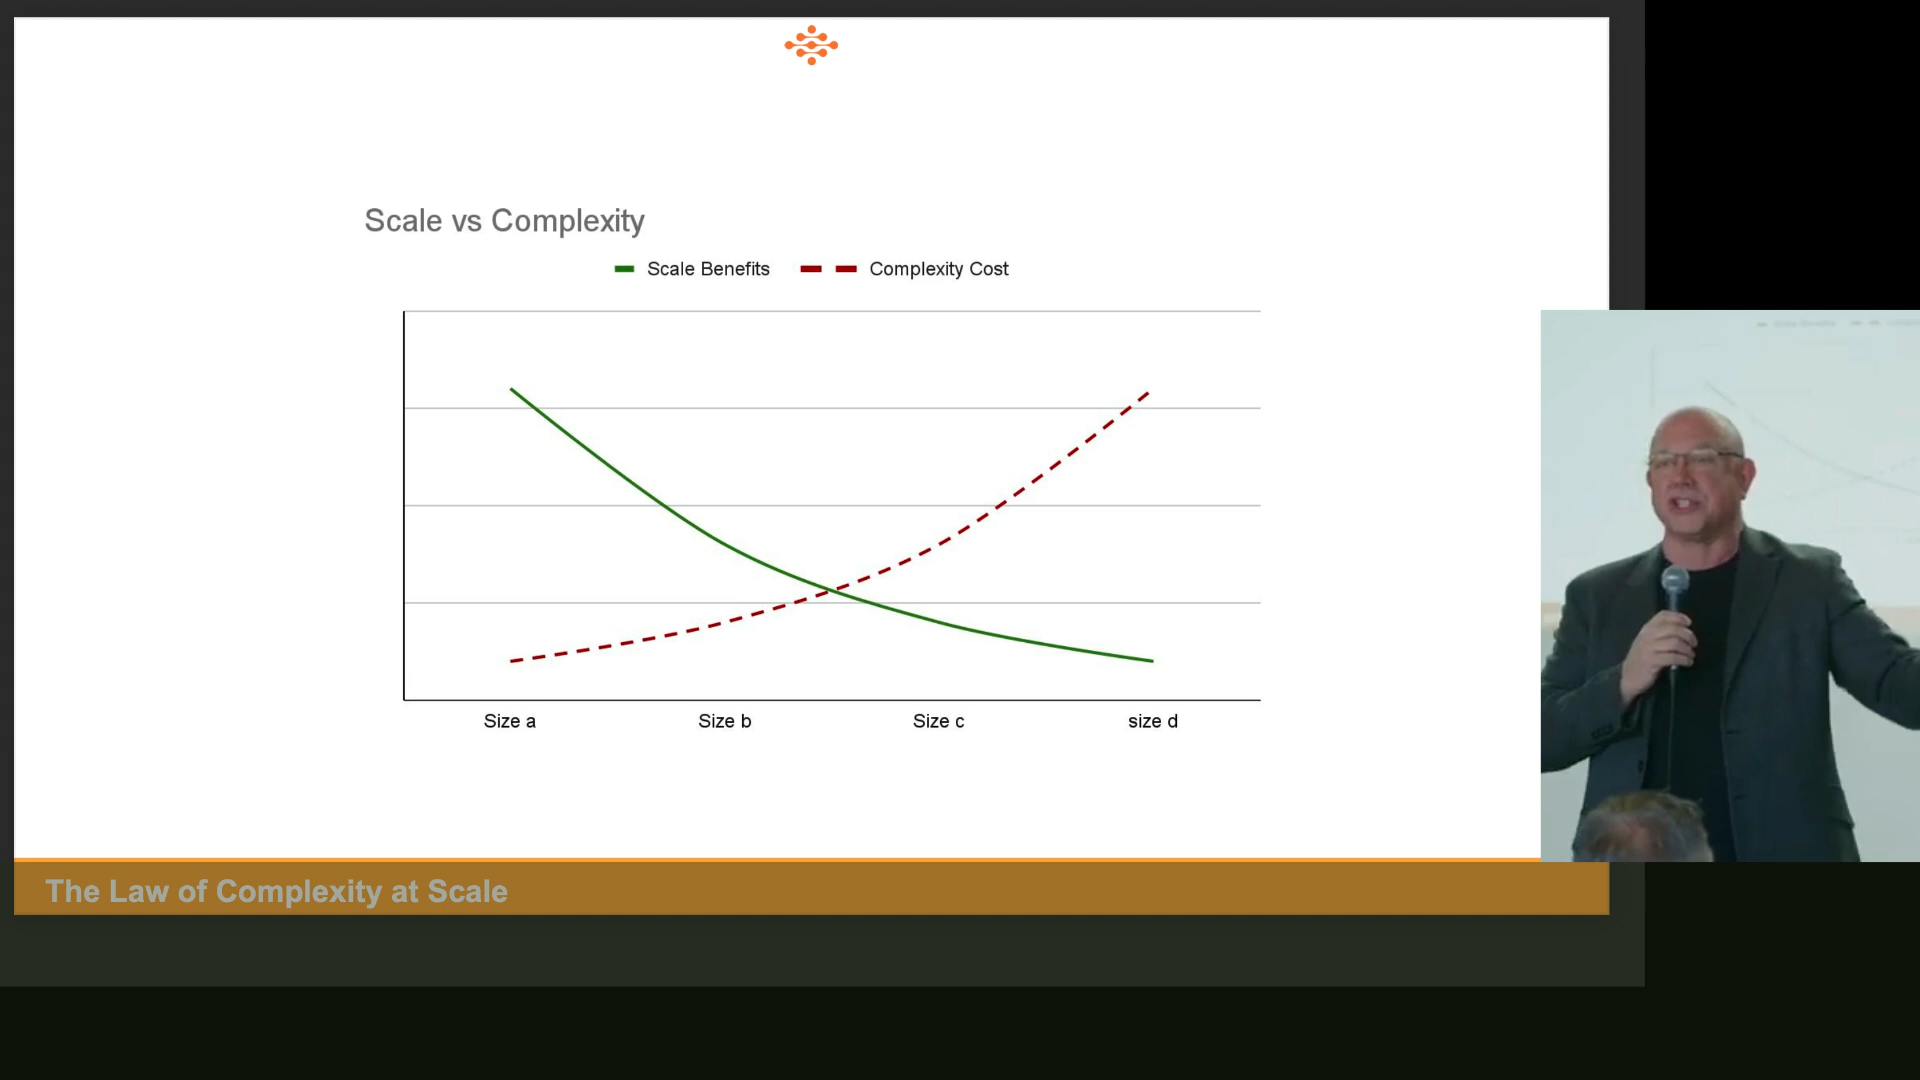 Scale vs Complexity
Scale Benefits Complexity Cost
Size a Size b Size c size d
The Law of Complexity at Scale